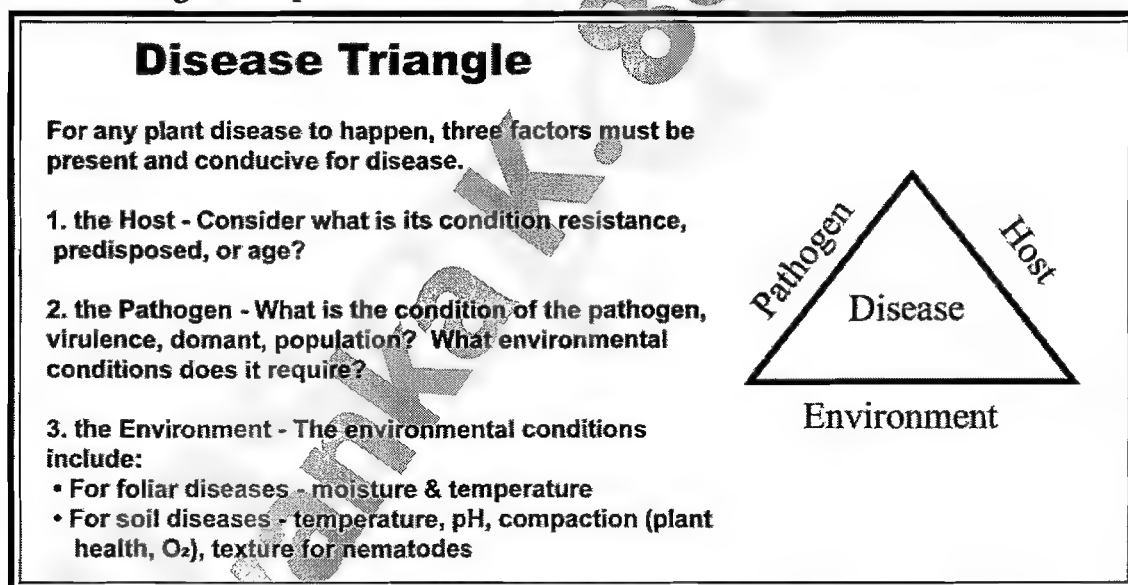 Disease Triangle
For any plant disease to happen, three factors must be
present and conducive for disease.
1. the Host - Consider what is its condition resistance,
predisposed, or age?
2. the Pathogen - What is the condition of the pathogen,
virulence, domant, population? What environmental
conditions does it require?
3. the Environment - The environmental conditions
include:
• For foliar diseases - moisture & temperature
• For soil diseases - temperature, pH, compaction (plant
health, O₂), texture for nematodes
Pathogen
Host
Disease
Environment